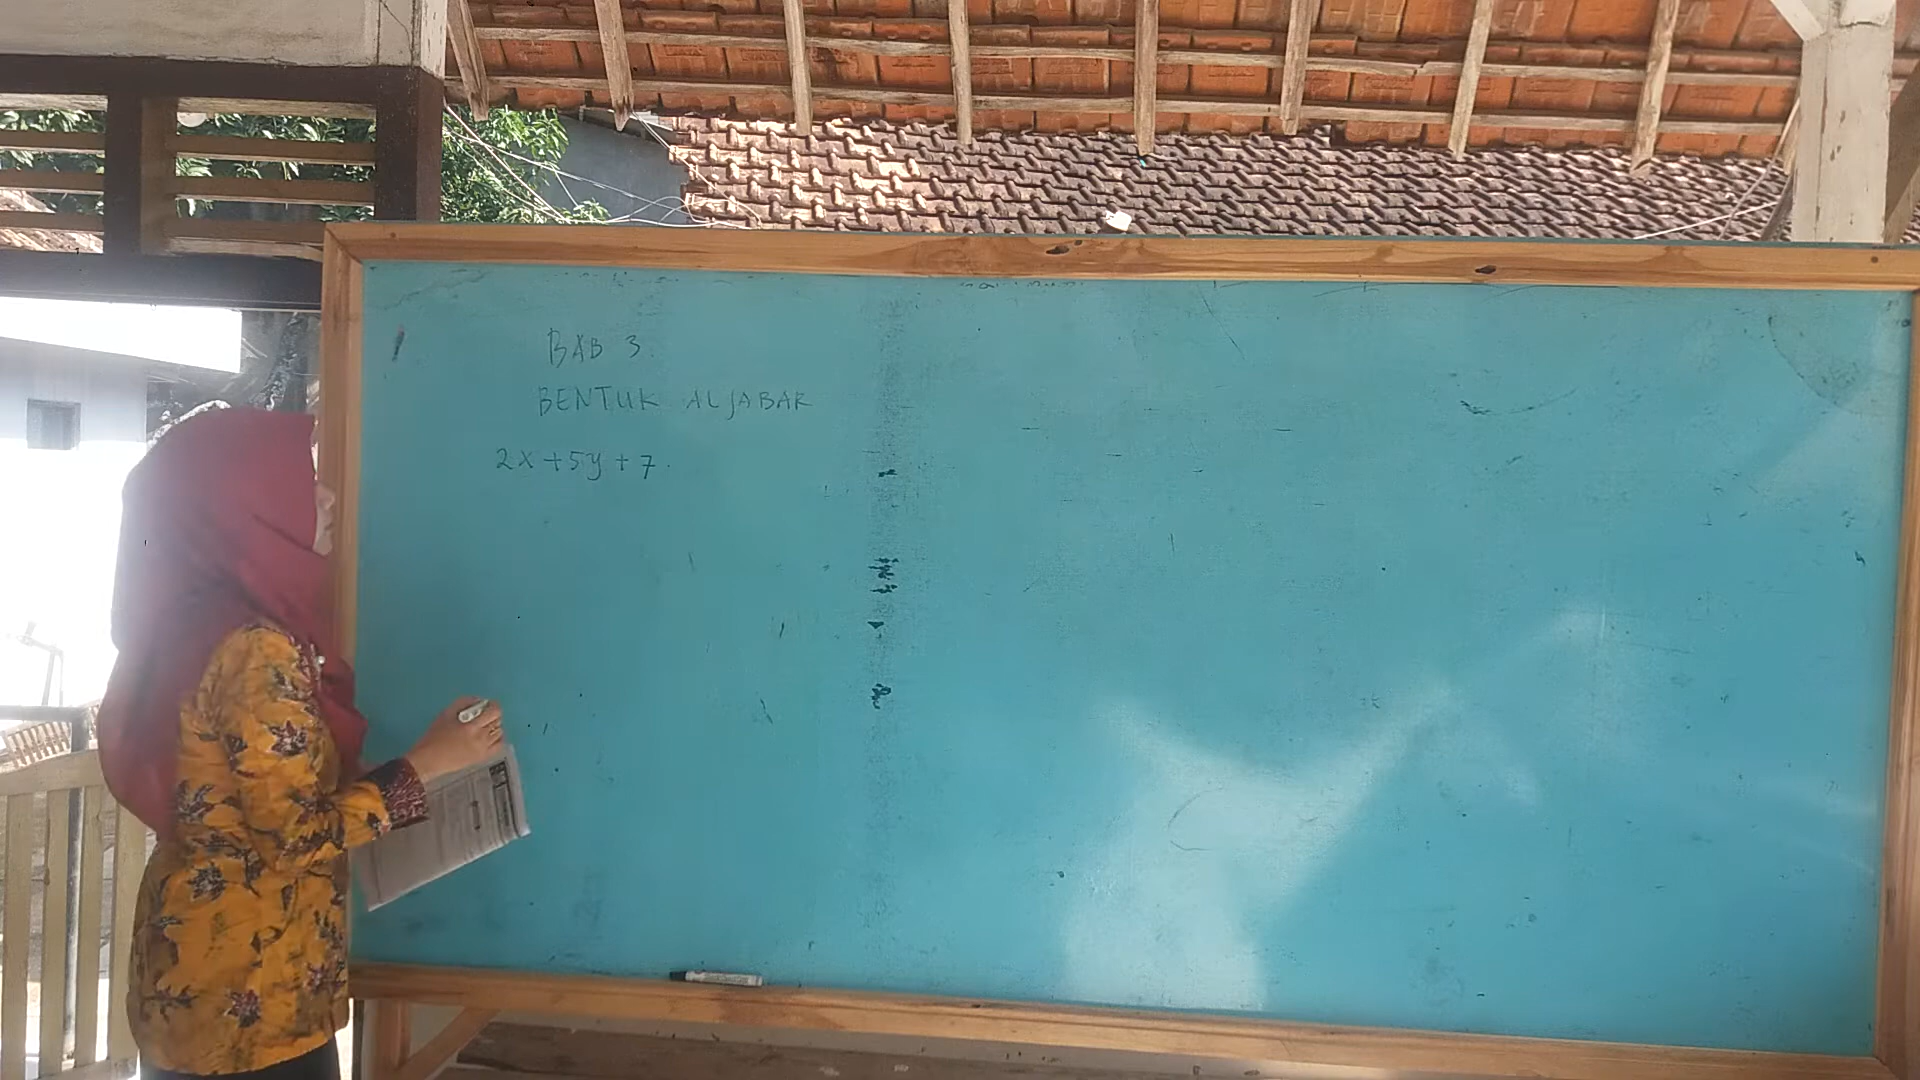 BAB 3.
BENTUK ALJABAR
2x + 5y + 7.